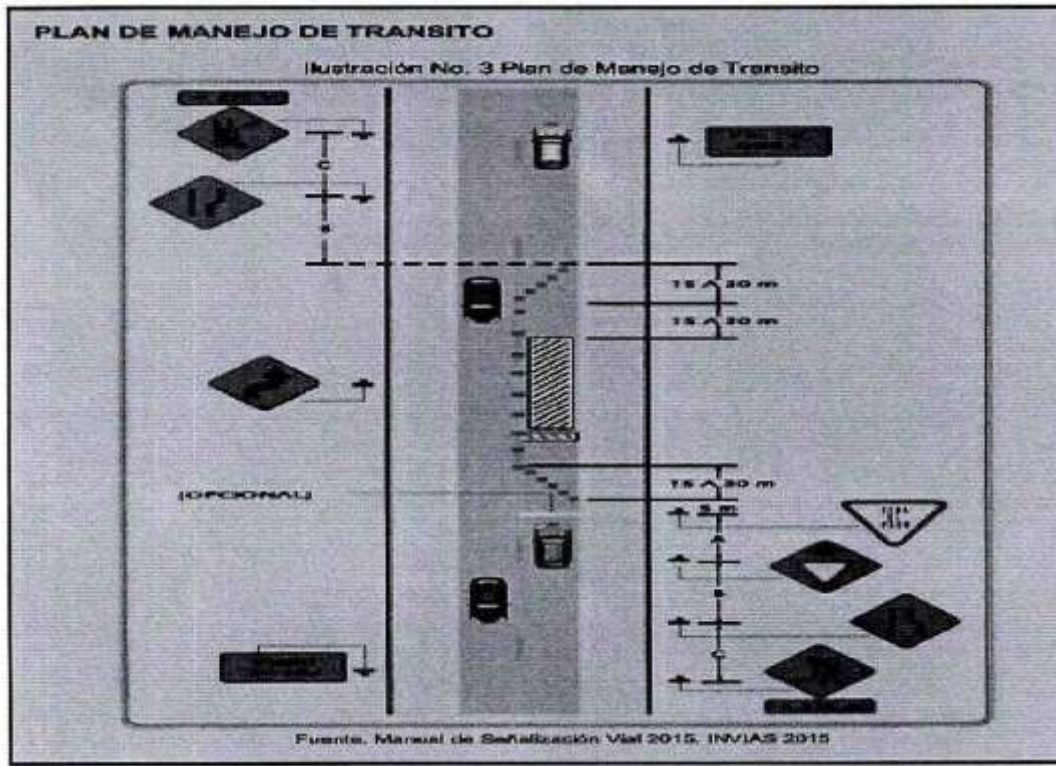 PLAN DE MANEJO DE TRANSITO
Ilustración No. 3 Plan de Manejo de Transito
C
B
15 A 30 m
15 A 30 m
(OPCIONAL)
15 A 30 m
5 m
A
B
C
Fuente, Manual de Señalización Vial 2015. INVIAS 2015